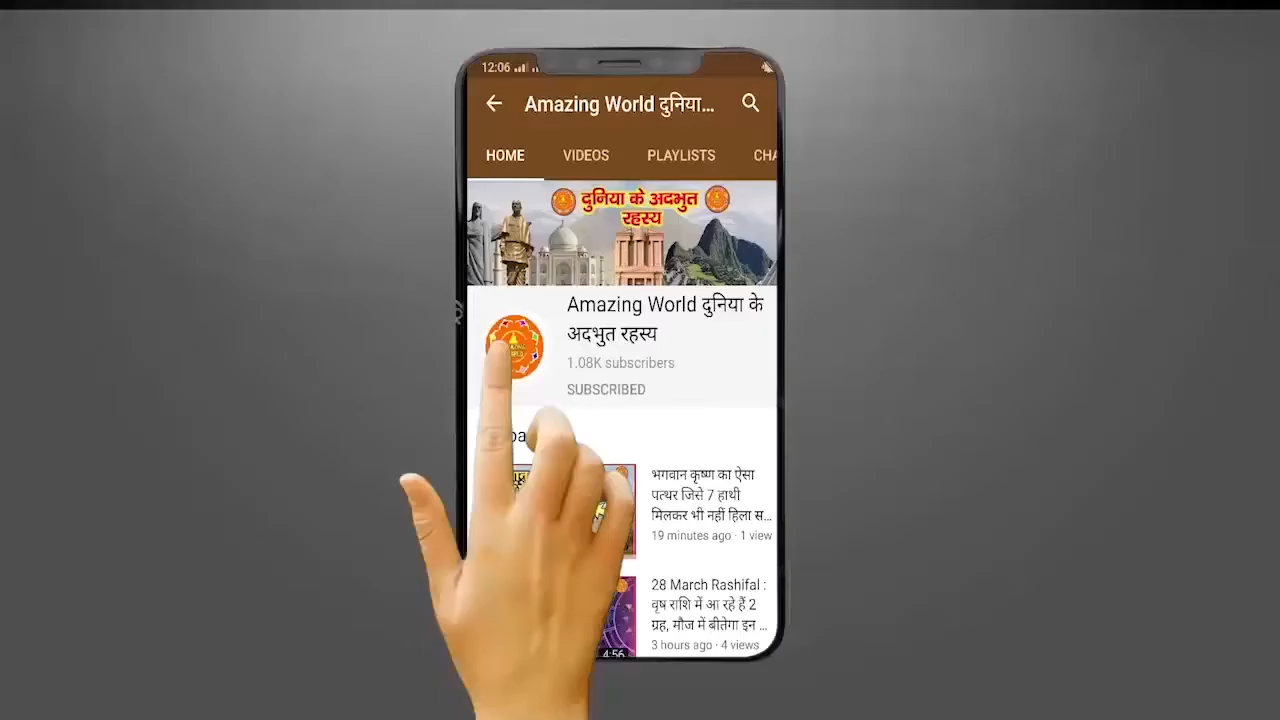 12:06
Amazing World दुनिया...
HOME VIDEOS PLAYLISTS CHA
दुनिया के अदभुत
रहस्य
Amazing World दुनिया के
अदभुत रहस्य
1.08K subscribers
SUBSCRIBED
भगवान कृष्ण का ऐसा
पत्थर जिसे 7 हाथी
मिलकर भी नहीं हिला स...
19 minutes ago · 1 view
28 March Rashifal :
वृष राशि में आ रहे हैं 2
ग्रह, मौज में बीतेगा इन ...
3 hours ago · 4 views
4:56